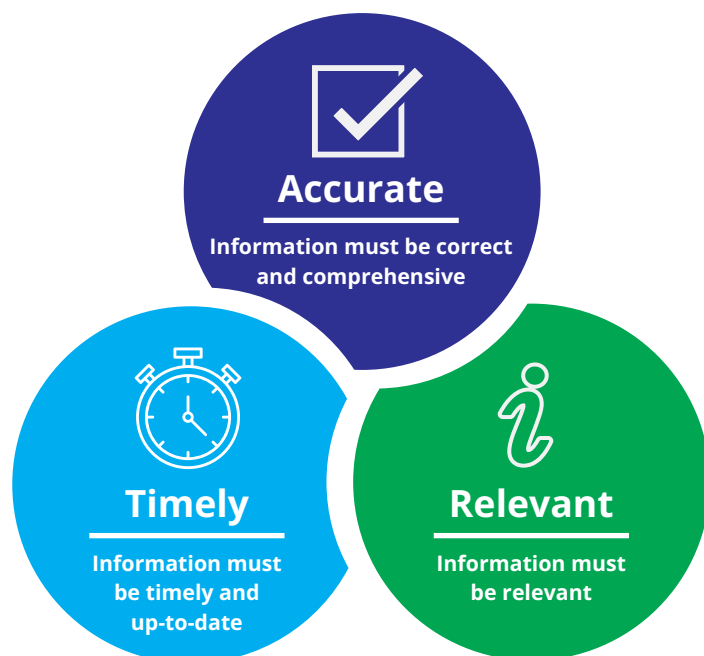 Accurate
Information must be correct
and comprehensive
Timely
Information must
be timely and
up-to-date
Relevant
Information must
be relevant